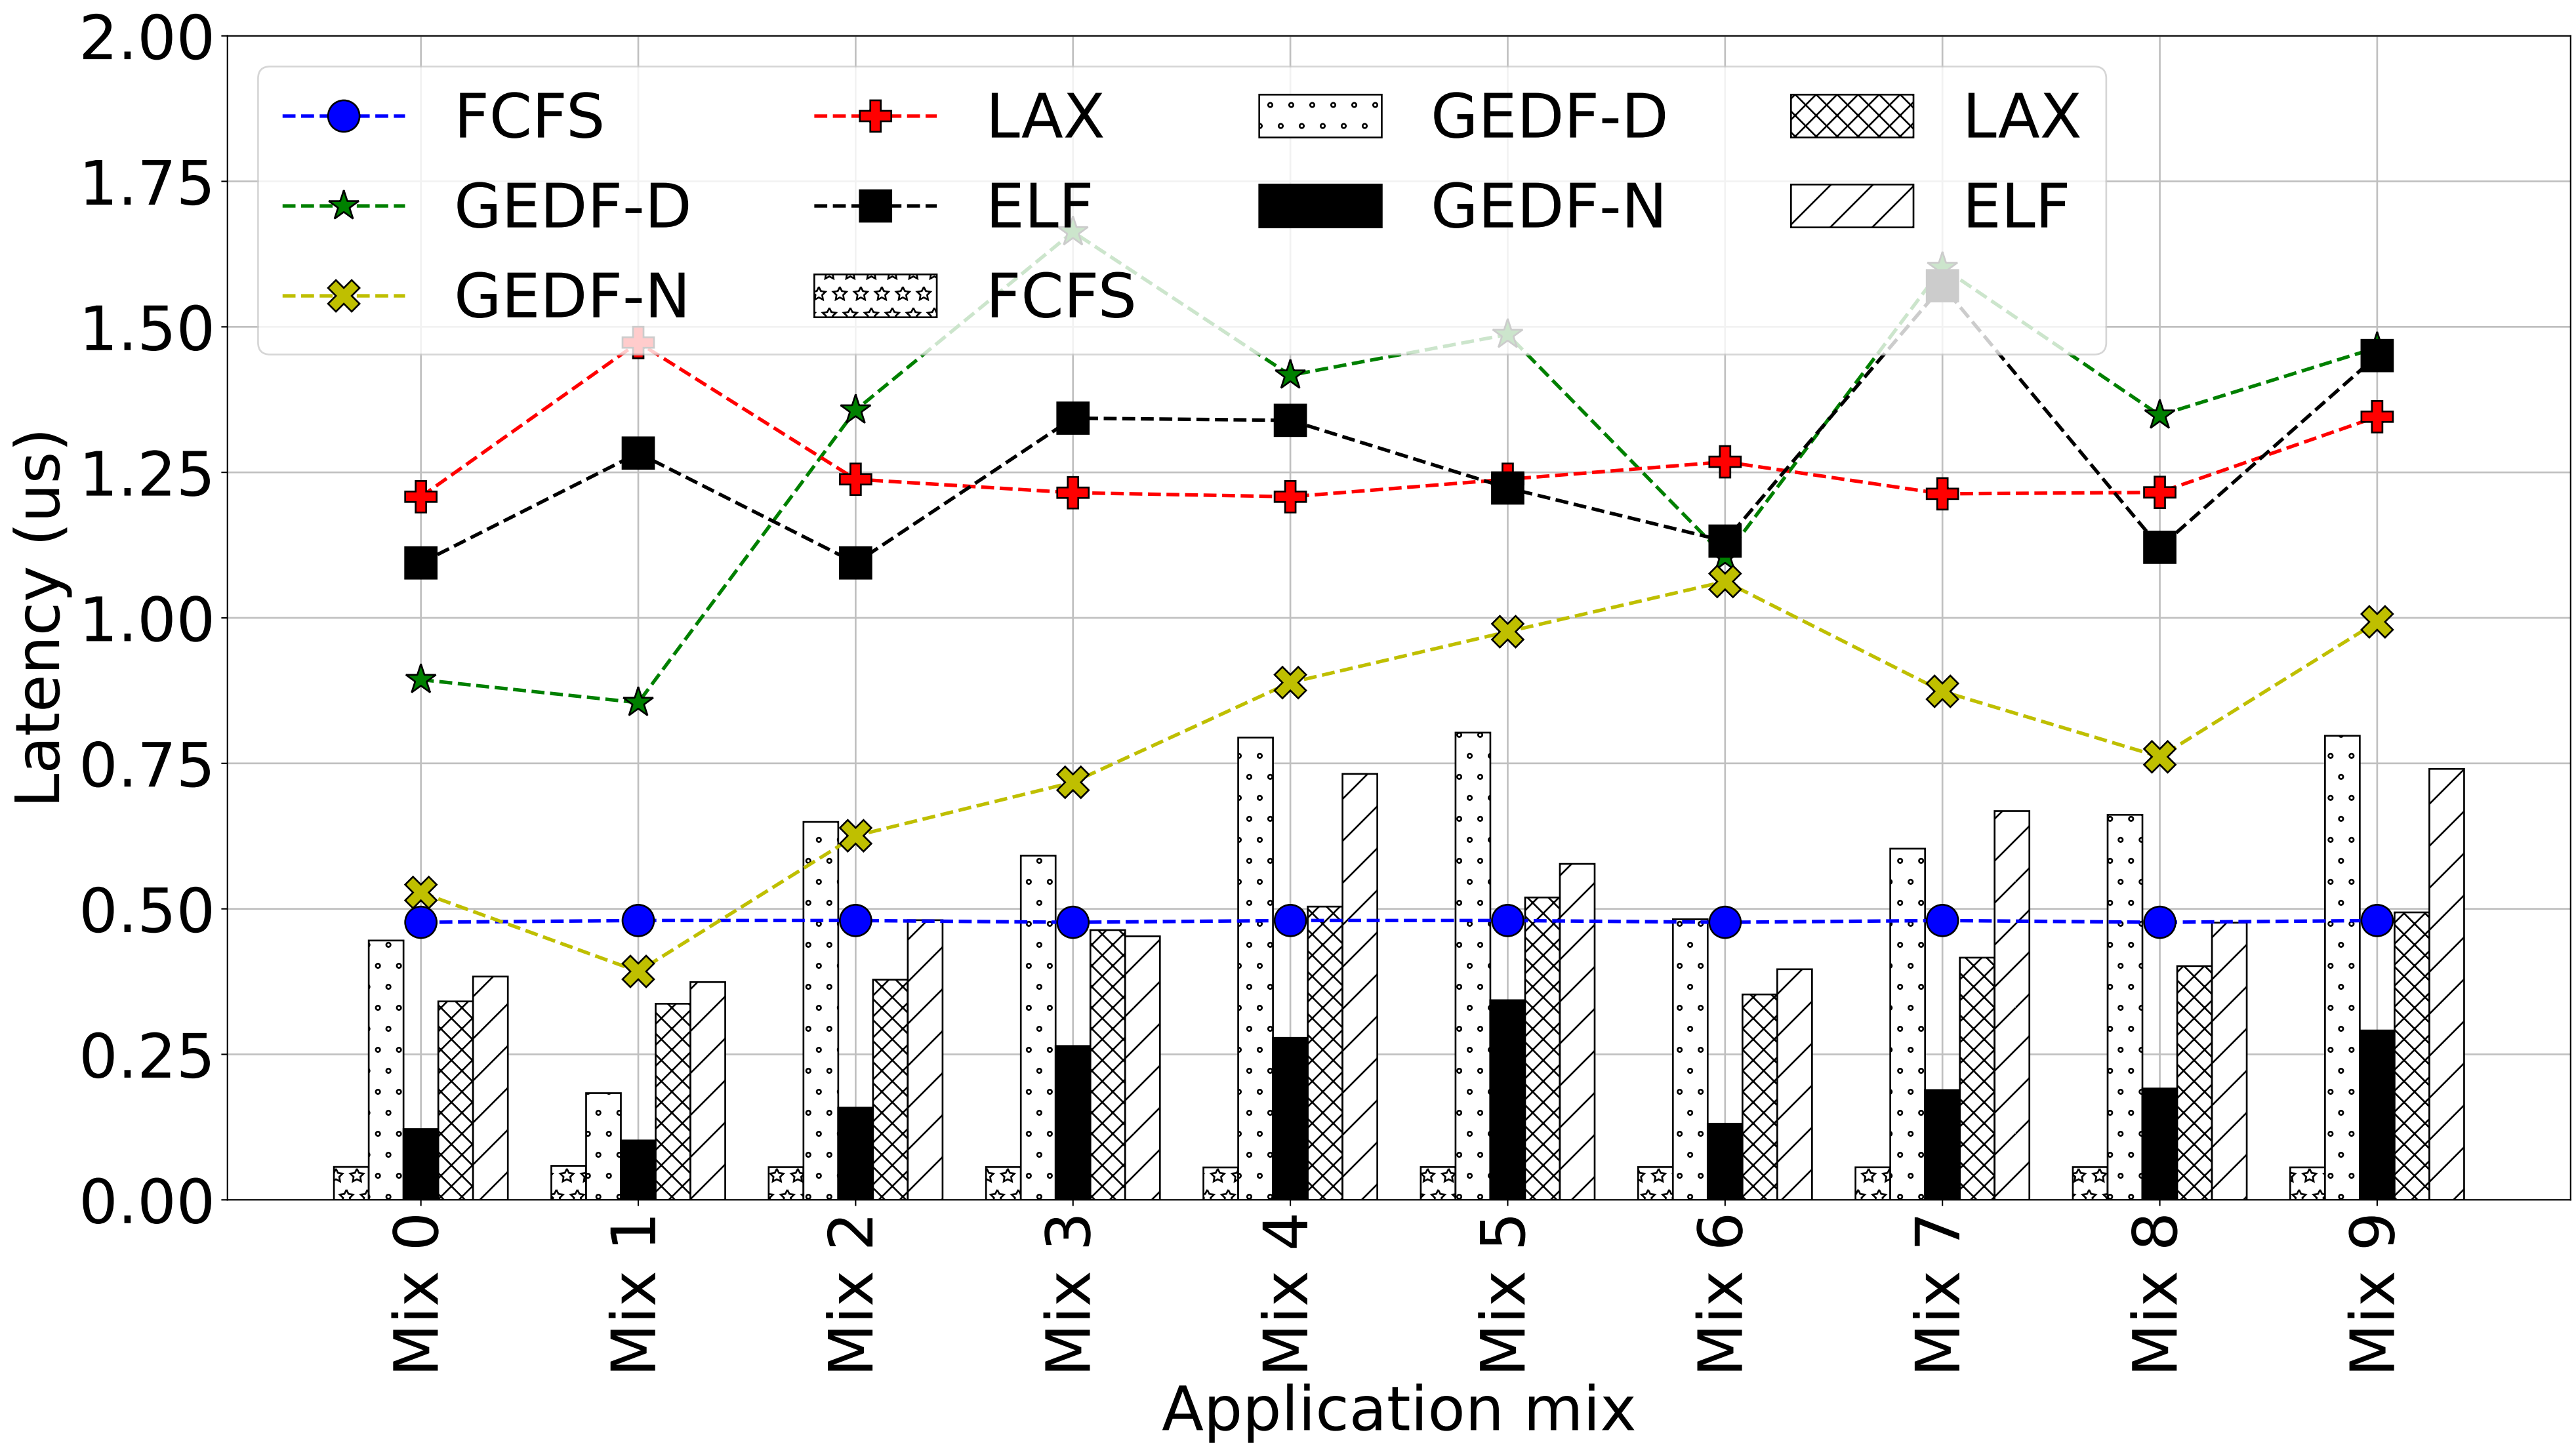 2.00
1.75
1.50
1.25
1.00
0.75
0.50
0.25
0.00
Latency (us)
FCFS
GEDF-D
GEDF-N
LAX
ELF
FCFS
GEDF-D
GEDF-N
LAX
ELF
Mix 0
Mix 1
Mix 2
Mix 3
Mix 4
Mix 5
Mix 6
Mix 7
Mix 8
Mix 9
Application mix